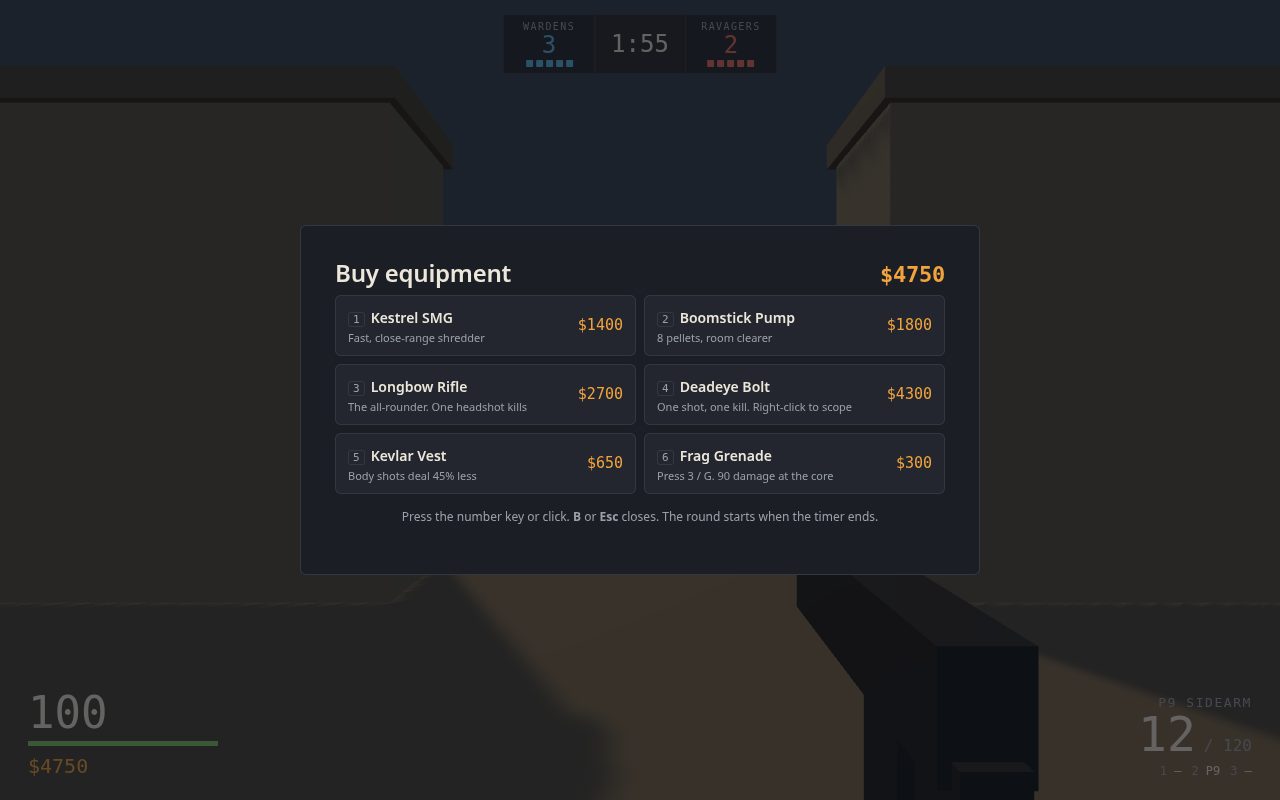 WARDENS
3
1:55
RAVAGERS
2
Buy equipment
$4750
1 Kestrel SMG
Fast, close-range shredder
$1400
2 Boomstick Pump
8 pellets, room clearer
$1800
3 Longbow Rifle
The all-rounder. One headshot kills
$2700
4 Deadeye Bolt
One shot, one kill. Right-click to scope
$4300
5 Kevlar Vest
Body shots deal 45% less
$650
6 Frag Grenade
Press 3 / G. 90 damage at the core
$300
Press the number key or click. B or Esc closes. The round starts when the timer ends.
100
$4750
P9 SIDEARM
12 / 120
1 — 2 P9 3 —